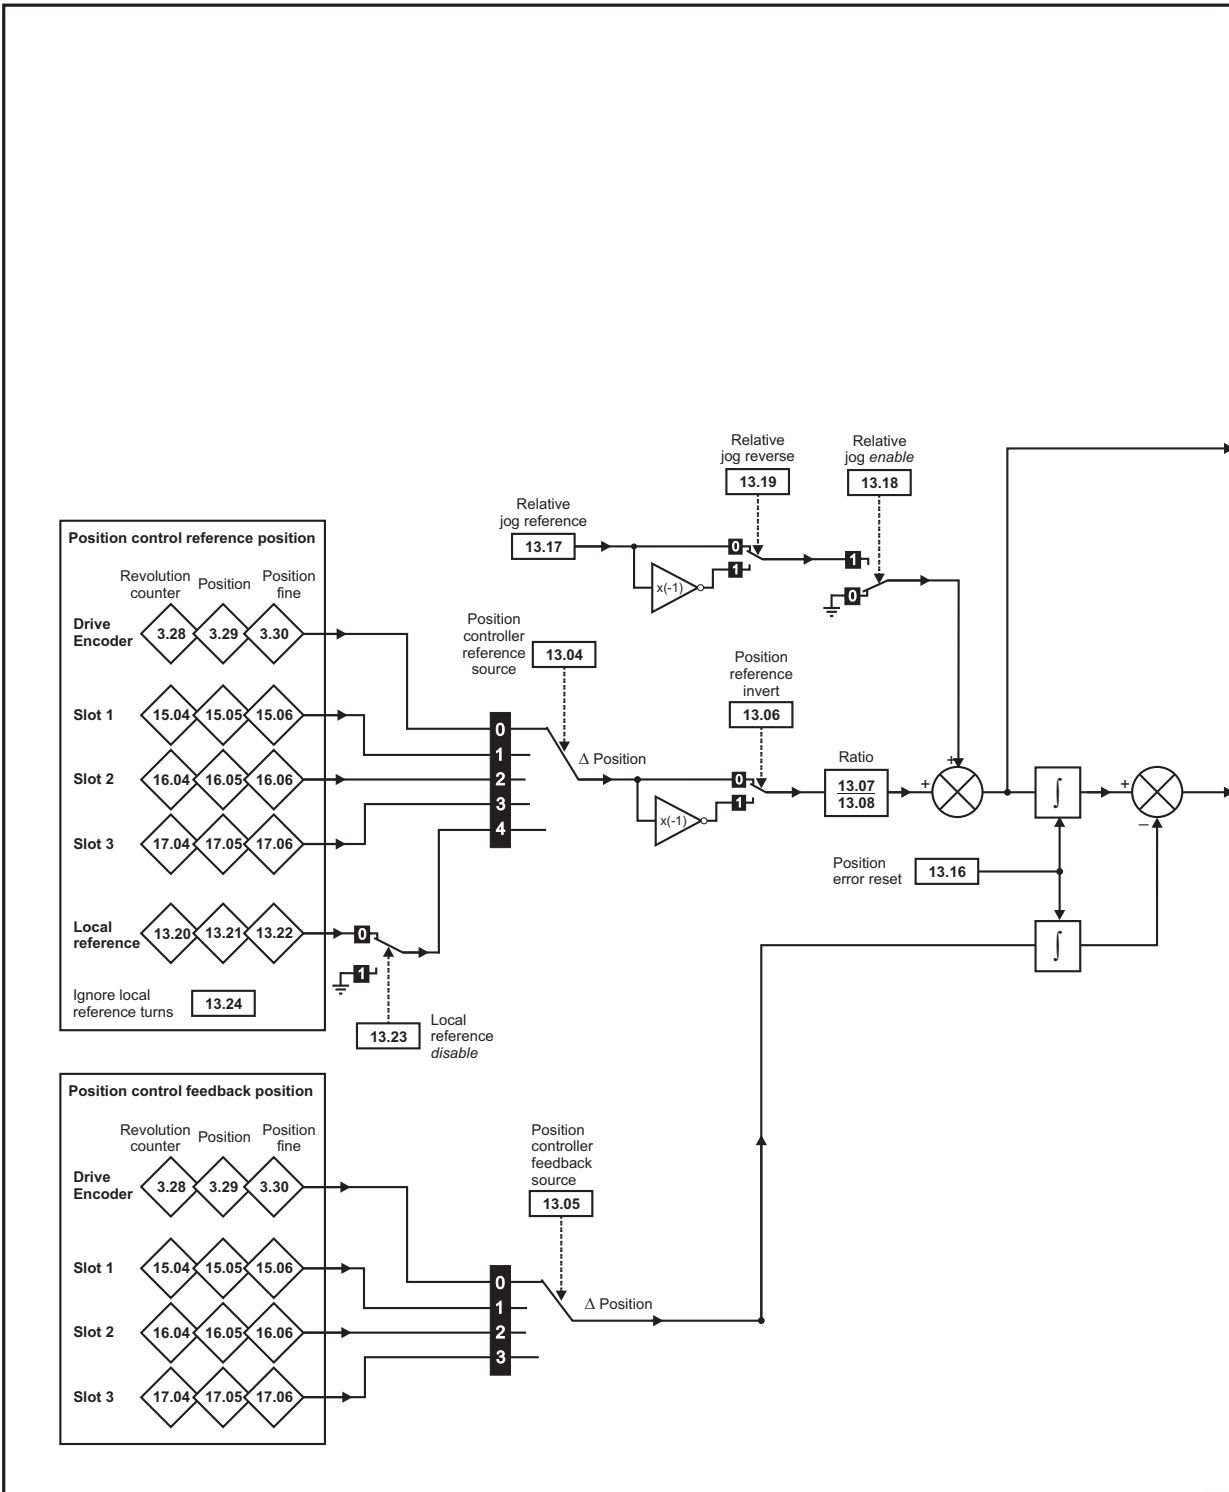 Relative
jog reverse
13.19
Relative
jog enable
13.18
Relative
jog reference
13.17
0
1
x(-1)
1
0
Position control reference position
Revolution
counter
Position
Position
fine
Drive
Encoder
3.28
3.29
3.30
Slot 1
15.04
15.05
15.06
Slot 2
16.04
16.05
16.06
Slot 3
17.04
17.05
17.06
Local
reference
13.20
13.21
13.22
Ignore local
reference turns
13.24
0
1
13.23
Local
reference
disable
Position
controller
reference
source
13.04
0
1
2
3
4
Δ Position
x(-1)
Position
reference
invert
13.06
0
1
Ratio
13.07
13.08
+
+
∫
+
−
Position
error reset
13.16
∫
Position control feedback position
Revolution
counter
Position
Position
fine
Drive
Encoder
3.28
3.29
3.30
Slot 1
15.04
15.05
15.06
Slot 2
16.04
16.05
16.06
Slot 3
17.04
17.05
17.06
Position
controller
feedback
source
13.05
0
1
2
3
Δ Position